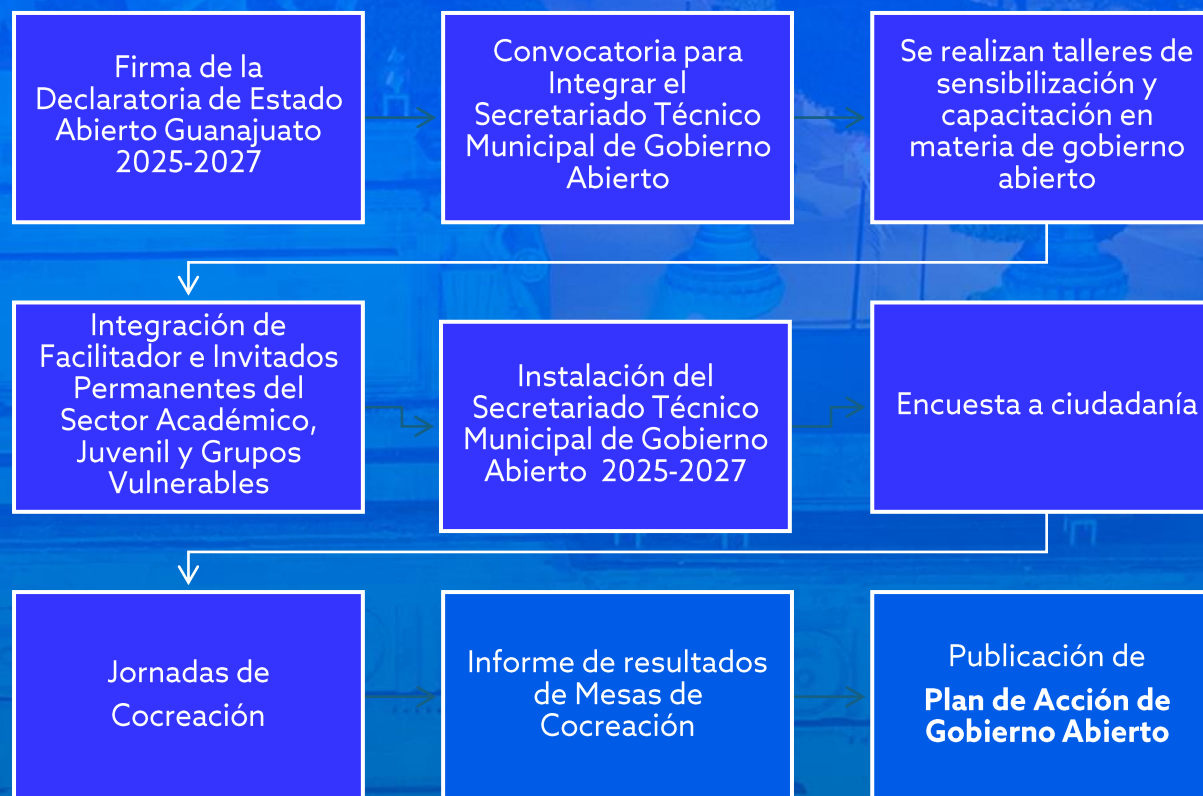 Firma de la
Declaratoria de Estado
Abierto Guanajuato
2025-2027
Convocatoria para
Integrar el
Secretariado Técnico
Municipal de Gobierno
Abierto
Se realizan talleres de
sensibilización y
capacitación en
materia de gobierno
abierto
Integración de
Facilitador e Invitados
Permanentes del
Sector Académico,
Juvenil y Grupos
Vulnerables
Instalación del
Secretariado Técnico
Municipal de Gobierno
Abierto 2025-2027
Encuesta a ciudadanía
Jornadas de
Cocreación
Informe de resultados
de Mesas de
Cocreación
Publicación de
Plan de Acción de
Gobierno Abierto